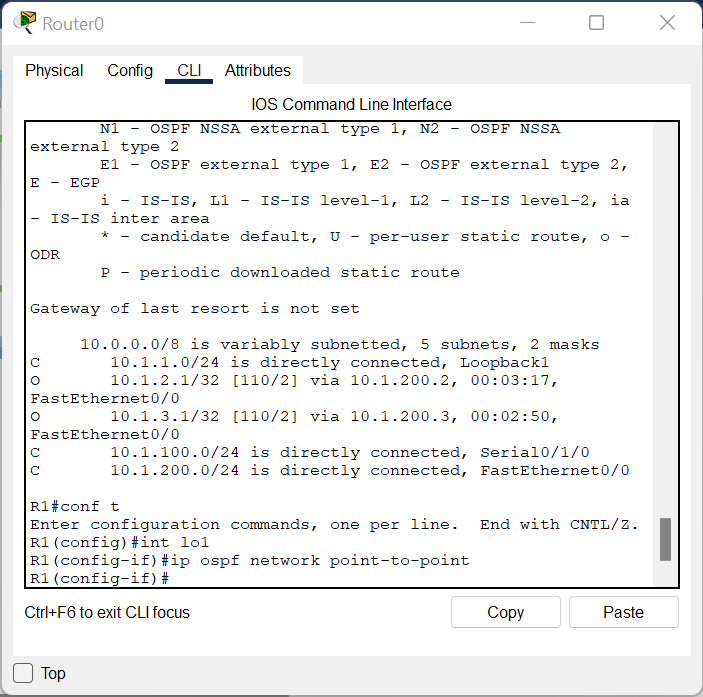 Router0
Physical Config CLI Attributes
IOS Command Line Interface
N1 - OSPF NSSA external type 1, N2 - OSPF NSSA
external type 2
E1 - OSPF external type 1, E2 - OSPF external type 2,
E - EGP
i - IS-IS, L1 - IS-IS level-1, L2 - IS-IS level-2, ia
- IS-IS inter area
* - candidate default, U - per-user static route, o -
ODR
P - periodic downloaded static route
Gateway of last resort is not set
10.0.0.0/8 is variably subnetted, 5 subnets, 2 masks
C 10.1.1.0/24 is directly connected, Loopback1
O 10.1.2.1/32 [110/2] via 10.1.200.2, 00:03:17,
FastEthernet0/0
O 10.1.3.1/32 [110/2] via 10.1.200.3, 00:02:50,
FastEthernet0/0
C 10.1.100.0/24 is directly connected, Serial0/1/0
C 10.1.200.0/24 is directly connected, FastEthernet0/0
R1#conf t
Enter configuration commands, one per line. End with CNTL/Z.
R1(config)#int lo1
R1(config-if)#ip ospf network point-to-point
R1(config-if)#
Ctrl+F6 to exit CLI focus
Copy
Paste
Top